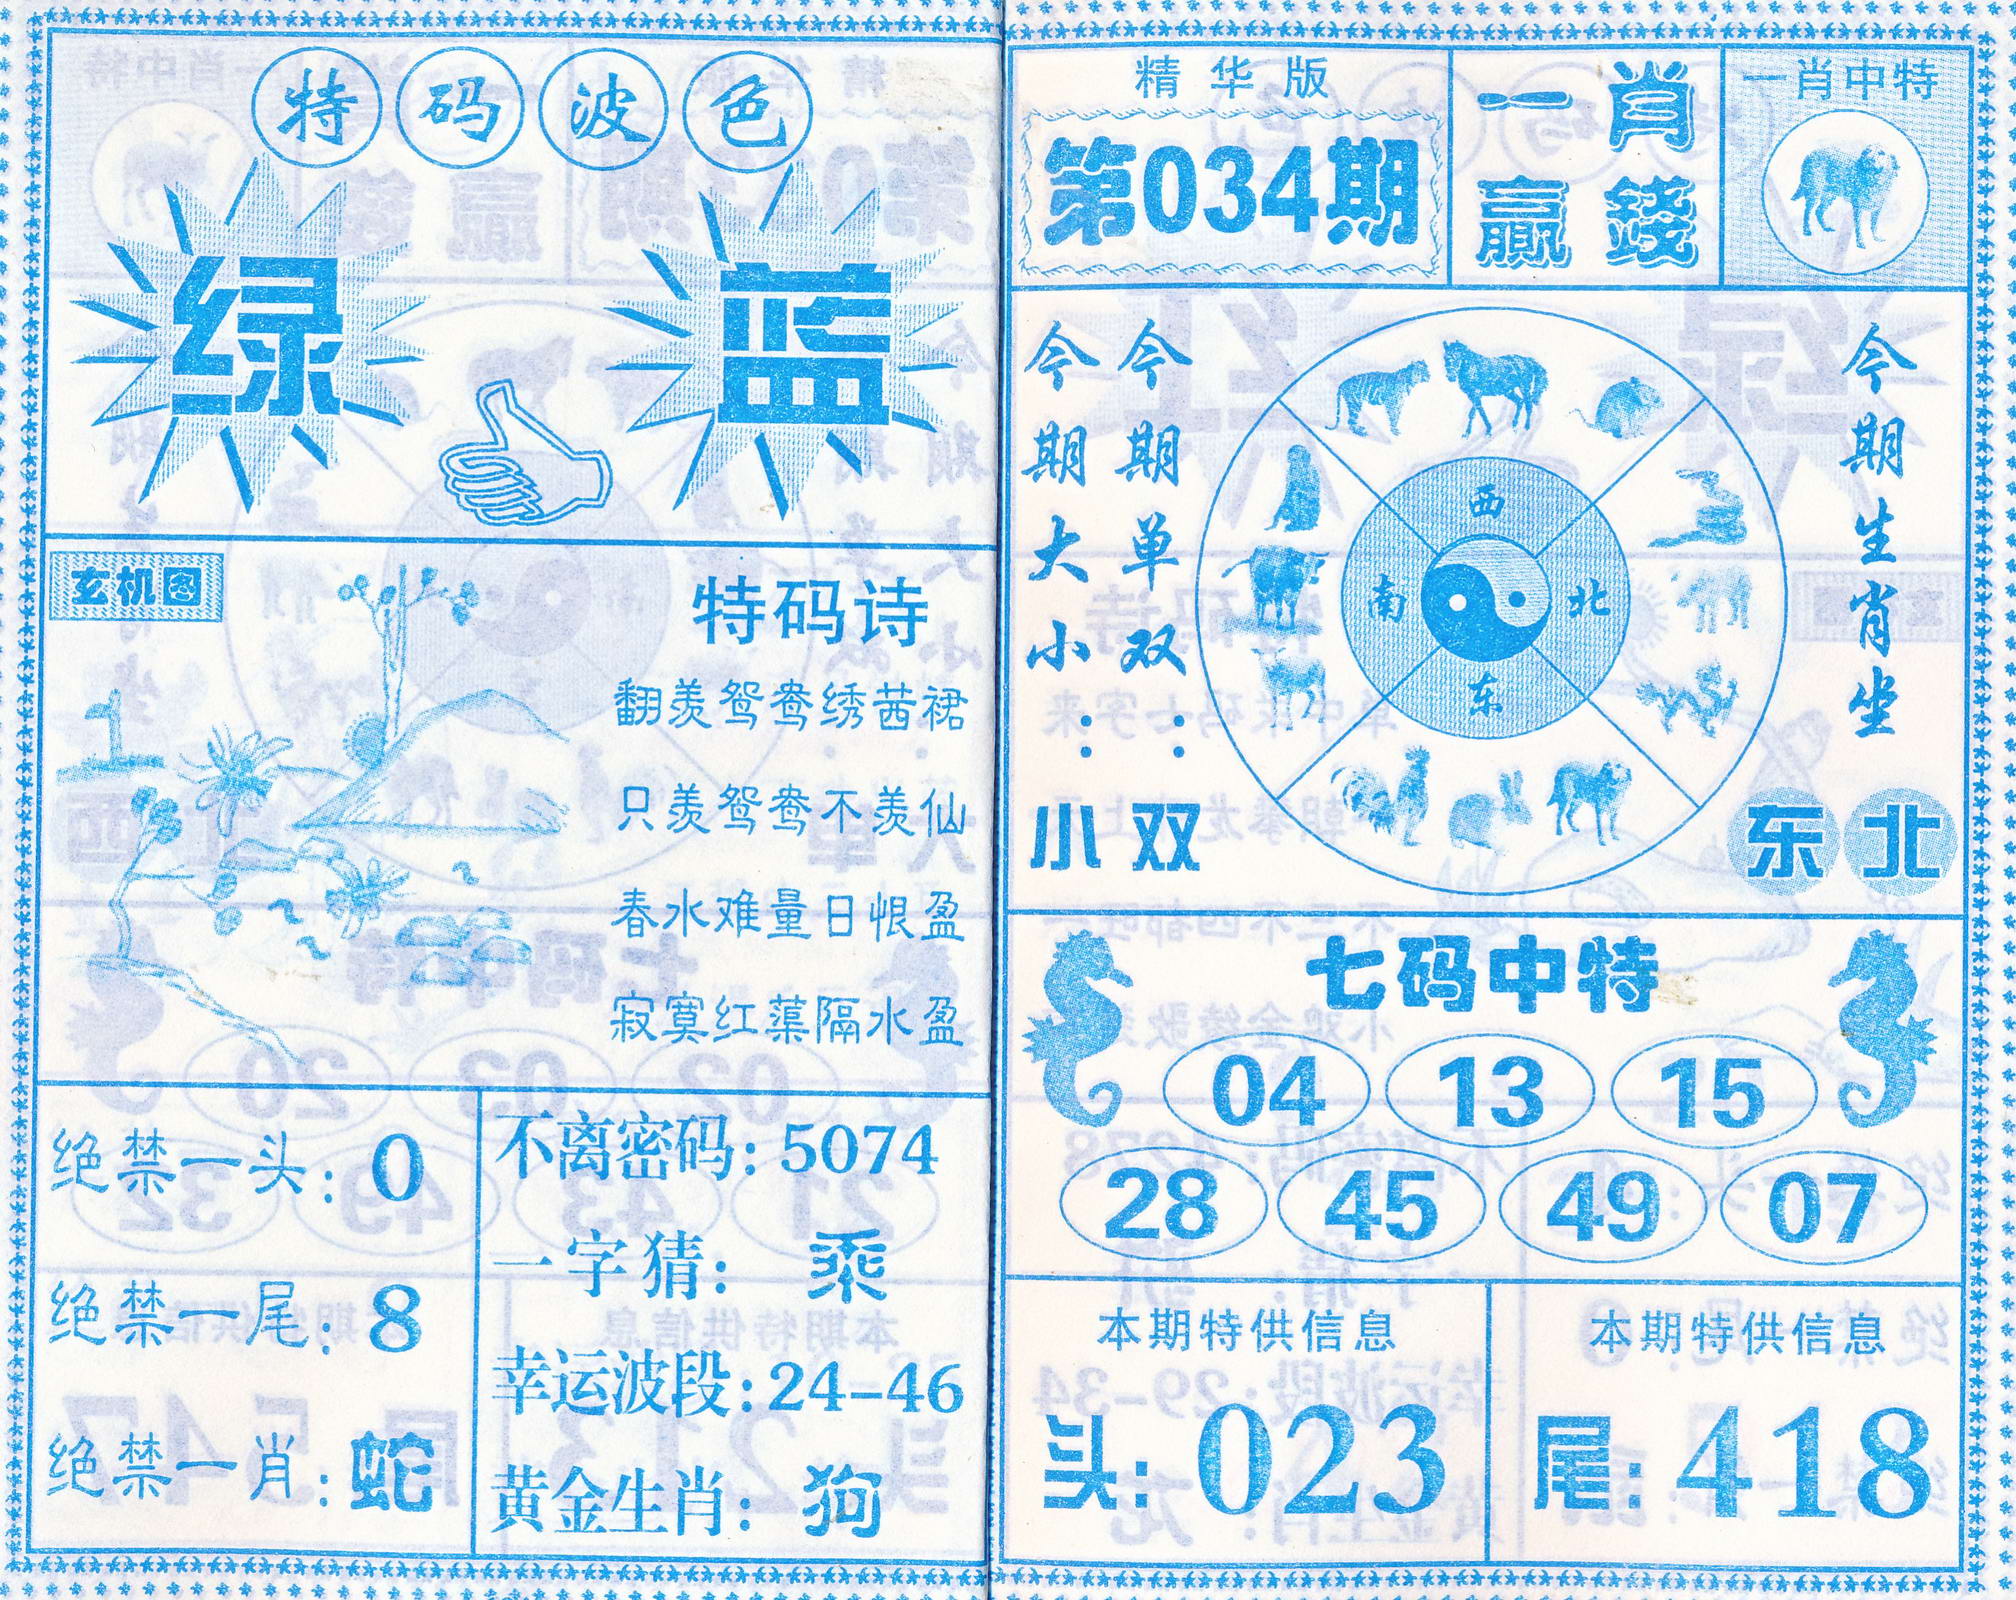 特码波色
绿 蓝
玄机图
特码诗
翻羡鸳鸯绣茜裙
只羡鸳鸯不羡仙
春水难量日恨盈
寂寞红蕖隔水盈
绝禁一头：0
绝禁一尾：8
绝禁一肖：蛇
不离密码：5074
一字猜：乘
幸运波段：24-46
黄金生肖：狗
精华版
第034期
一肖
赢錢
一肖中特
今期大小：小
今期单双：双
西
南
北
东
今期生肖坐
东北
七码中特
04 13 15
28 45 49 07
本期特供信息
头：023
本期特供信息
尾：418